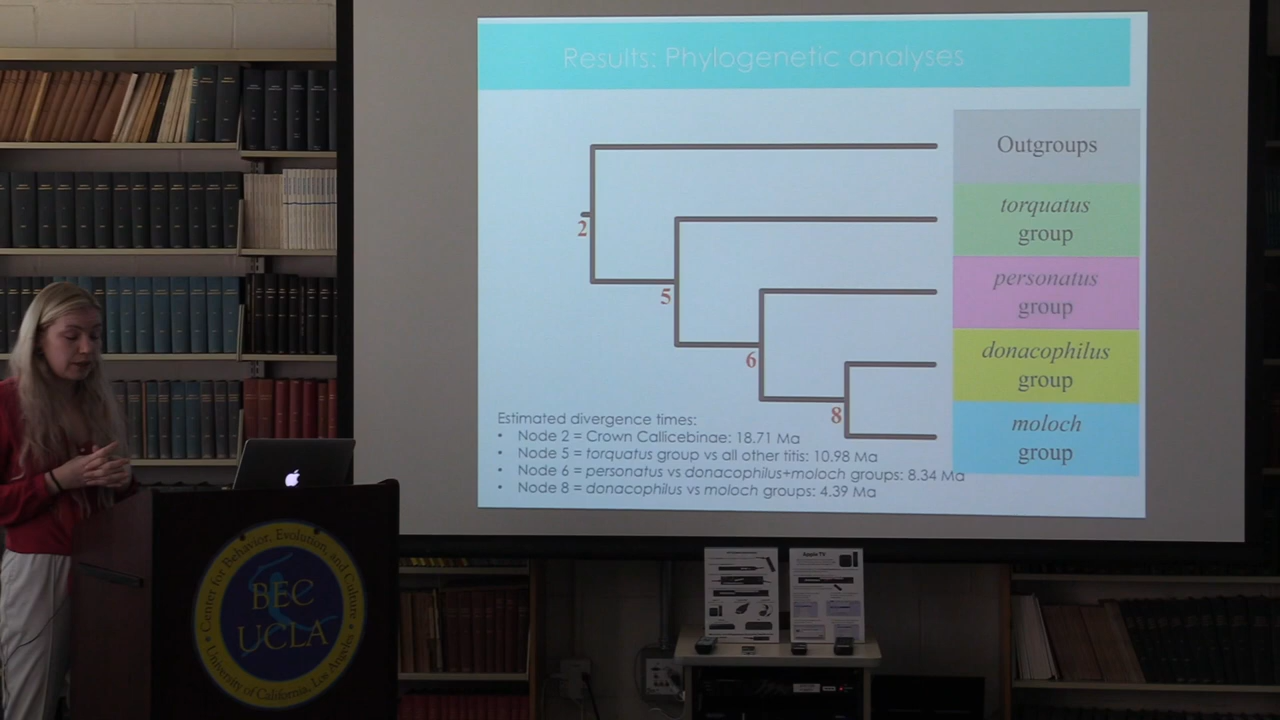 Results: Phylogenetic analyses
Outgroups
torquatus
group
personatus
group
donacophilus
group
moloch
group
2
5
6
8
Estimated divergence times:
• Node 2 = Crown Callicebinae: 18.71 Ma
• Node 5 = torquatus group vs all other titis: 10.98 Ma
• Node 6 = personatus vs donacophilus+moloch groups: 8.34 Ma
• Node 8 = donacophilus vs moloch groups: 4.39 Ma
Center for Behavior, Evolution, and Culture
BEC
UCLA
University of California, Los Angeles
Apple TV